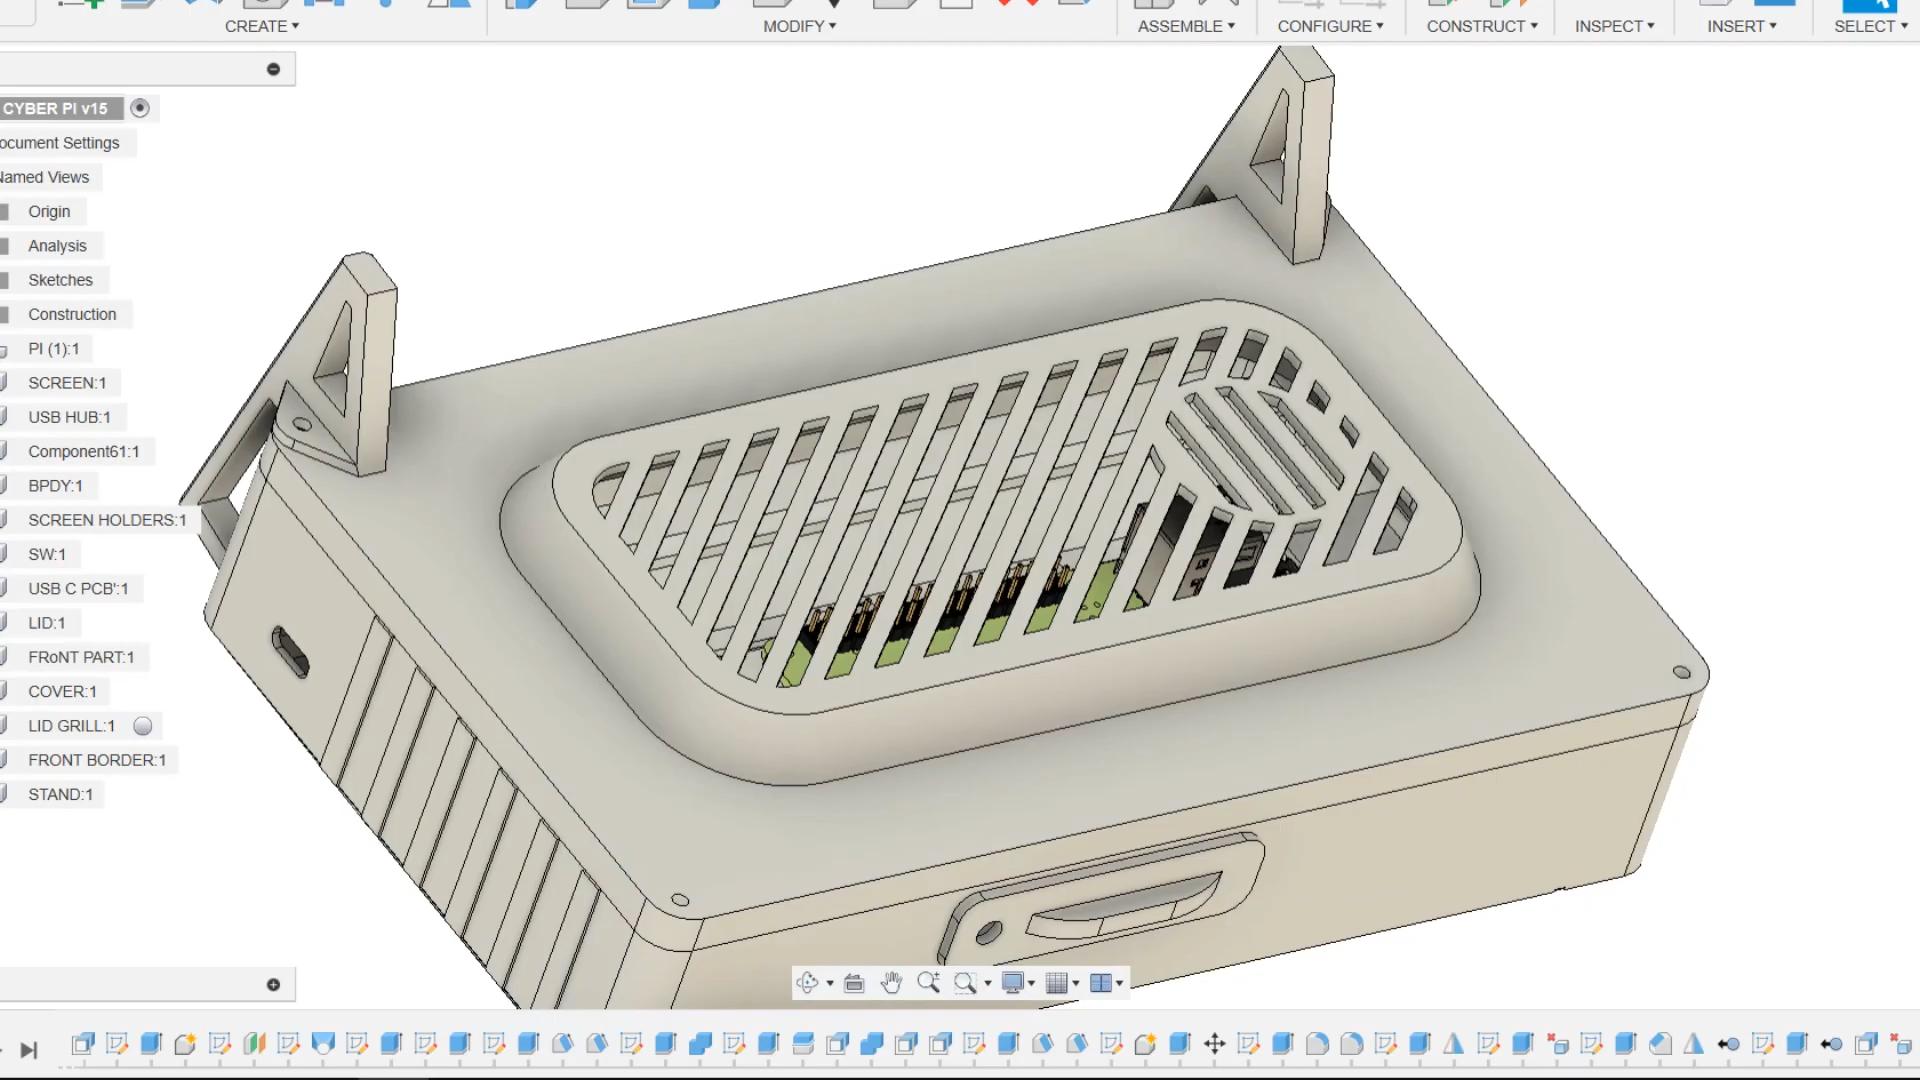 CREATE
MODIFY
ASSEMBLE
CONFIGURE
CONSTRUCT
INSPECT
INSERT
SELECT
CYBER PI v15
ocument Settings
Named Views
Origin
Analysis
Sketches
Construction
PI (1):1
SCREEN:1
USB HUB:1
Component61:1
BPDY:1
SCREEN HOLDERS:1
SW:1
USB C PCB':1
LID:1
FRoNT PART:1
COVER:1
LID GRILL:1
FRONT BORDER:1
STAND:1